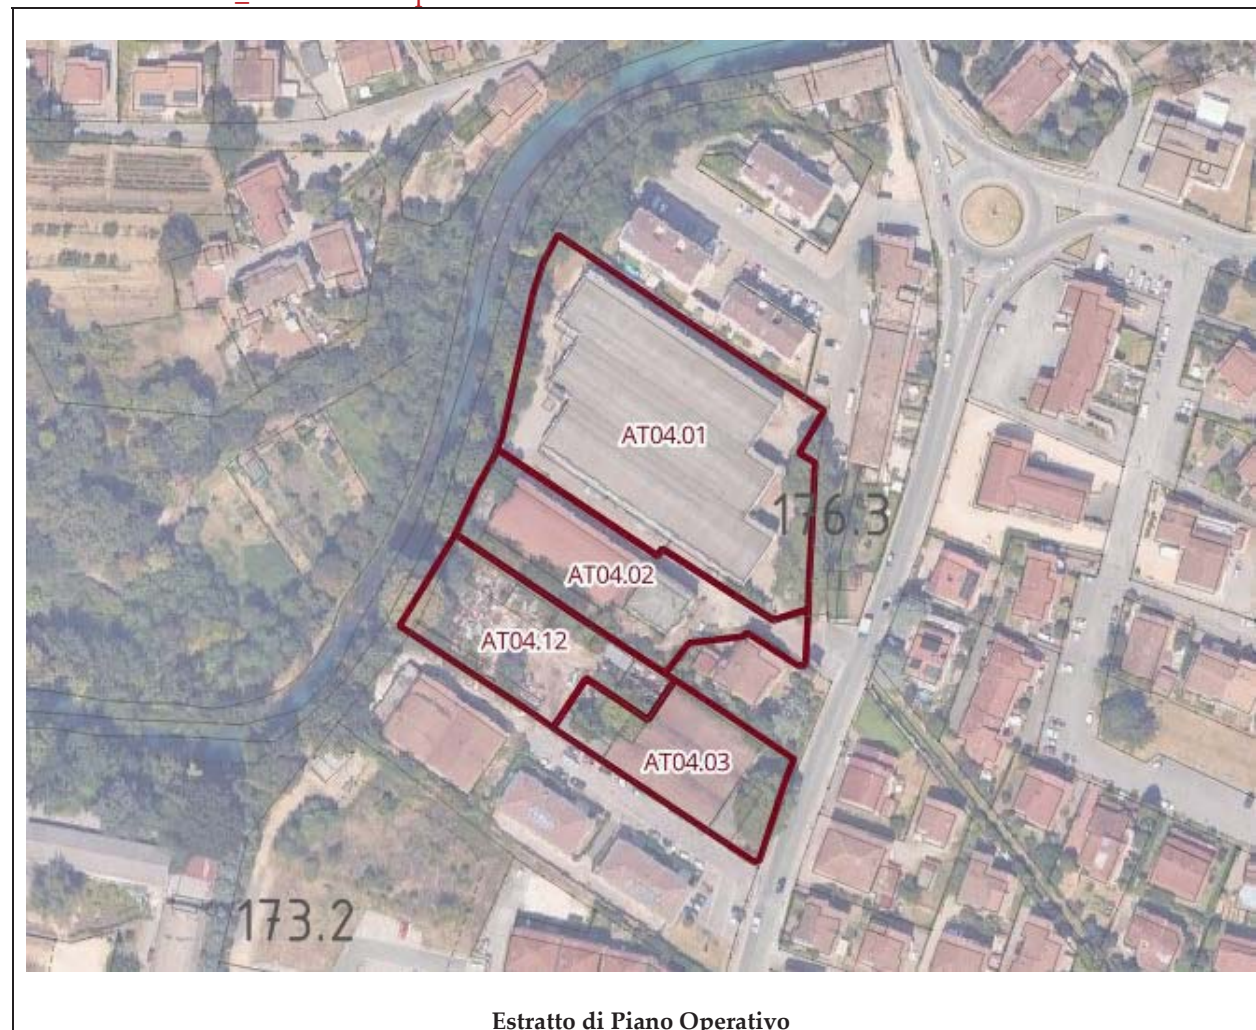 AT04.01
176.3
AT04.02
AT04.12
AT04.03
173.2
Estratto di Piano Operativo